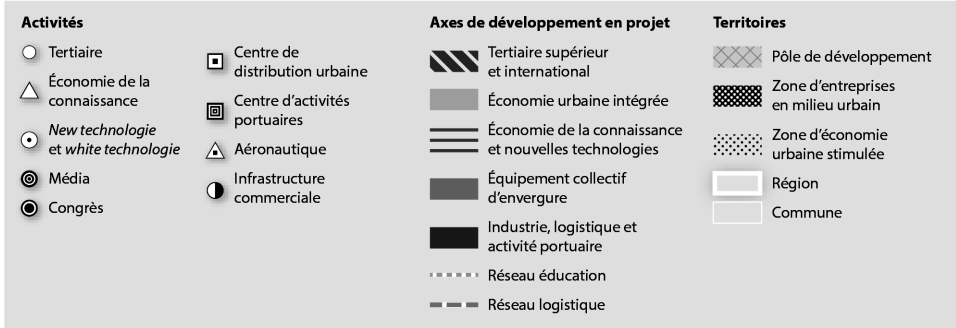 Activités
Tertiaire
Économie de la
connaissance
New technologie
et white technologie
Média
Congrès
Centre de
distribution urbaine
Centre d’activités
portuaires
Aéronautique
Infrastructure
commerciale
Axes de développement en projet
Tertiaire supérieur
et international
Économie urbaine intégrée
Économie de la connaissance
et nouvelles technologies
Équipement collectif
d’envergure
Industrie, logistique et
activité portuaire
Réseau éducation
Réseau logistique
Territoires
Pôle de développement
Zone d’entreprises
en milieu urbain
Zone d’économie
urbaine stimulée
Région
Commune